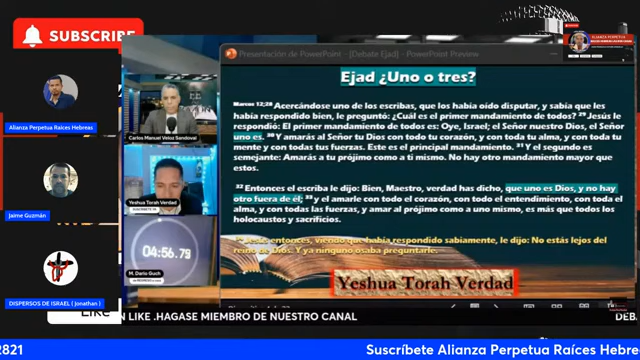 SUBSCRIBE
Presentación de PowerPoint - [Debate Ejad] - PowerPoint Preview
ALIANZA PERPETUA
Ejad ¿Uno o tres?
Marcos 12:28 Acercándose uno de los escribas, que los había oído disputar, y sabía que les
había respondido bien, le preguntó: ¿Cuál es el primer mandamiento de todos? 29 Jesús le
respondió: El primer mandamiento de todos es: Oye, Israel; el Señor nuestro Dios, el Señor
uno es. 30 Y amarás al Señor tu Dios con todo tu corazón, y con toda tu alma, y con toda tu
mente y con todas tus fuerzas. Este es el principal mandamiento. 31 Y el segundo es
semejante: Amarás a tu prójimo como a ti mismo. No hay otro mandamiento mayor que
estos.
32 Entonces el escriba le dijo: Bien, Maestro, verdad has dicho, que uno es Dios, y no hay
otro fuera de él; 33 y el amarle con todo el corazón, con todo el entendimiento, con toda el
alma, y con todas las fuerzas, y amar al prójimo como a uno mismo, es más que todos los
holocaustos y sacrificios.
Jesús entonces, viendo que había respondido sabiamente, le dijo: No estás lejos del
reino de Dios. Y ya ninguno osaba preguntarle.
Yeshua Torah Verdad
Carlos Manuel Velos Sandoval
Yeshua Torah Verdad
04:56.79
M. Dario Guch
Alianza Perpetua Raíces Hebreas
Jaime Guzmán
DISPERSOS DE ISRAEL ( Jonathan )
Like
N LIKE .HAGASE MIEMBRO DE NUESTRO CANAL
DEB
2821
Suscríbete Alianza Perpetua Raíces Hebre